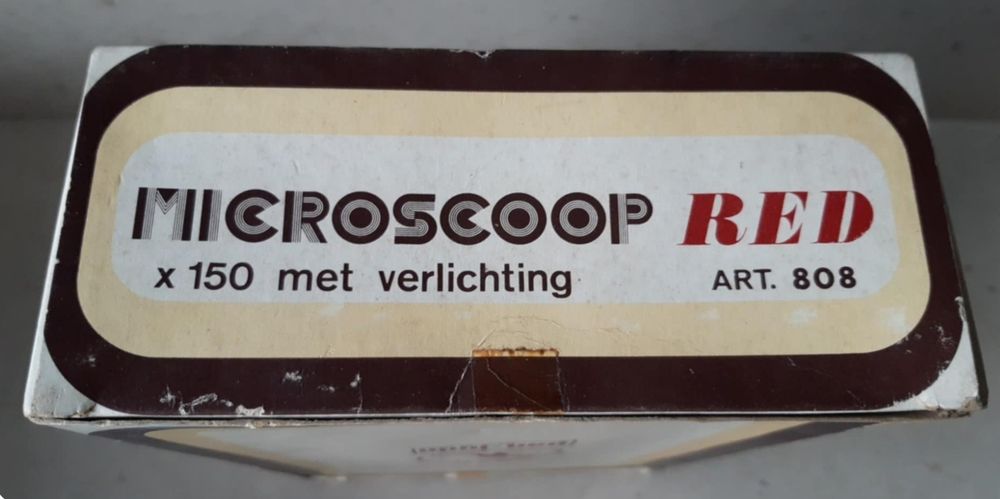 MICROSCOOP RED
x 150 met verlichting ART. 808